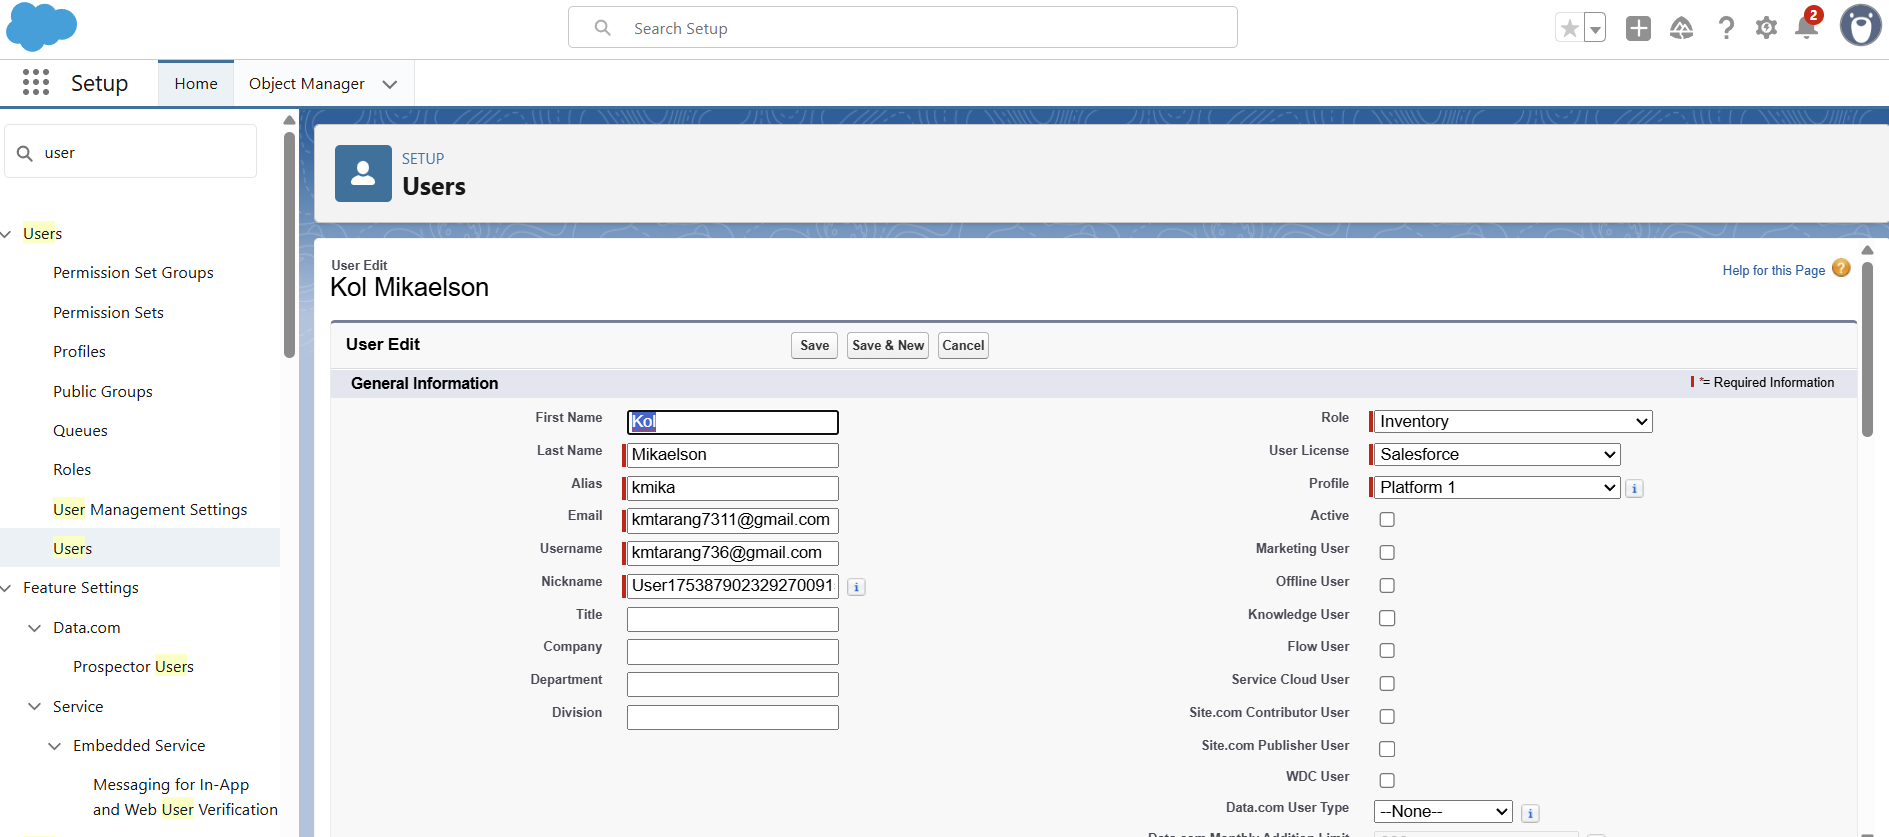 Search Setup
2
Setup
Home
Object Manager
user
Users
Permission Set Groups
Permission Sets
Profiles
Public Groups
Queues
Roles
User Management Settings
Users
Feature Settings
Data.com
Prospector Users
Service
Embedded Service
Messaging for In-App
and Web User Verification
SETUP
Users
User Edit
Kol Mikaelson
Help for this Page ?
User Edit
Save
Save & New
Cancel
General Information
*= Required Information
First Name
Kol
Last Name
Mikaelson
Alias
kmika
Email
kmtarang7311@gmail.com
Username
kmtarang736@gmail.com
Nickname
User175387902329270091
i
Title
Company
Department
Division
Role
Inventory
User License
Salesforce
Profile
Platform 1
i
Active
Marketing User
Offline User
Knowledge User
Flow User
Service Cloud User
Site.com Contributor User
Site.com Publisher User
WDC User
Data.com User Type
--None--
i
Data.com Monthly Addition Limit